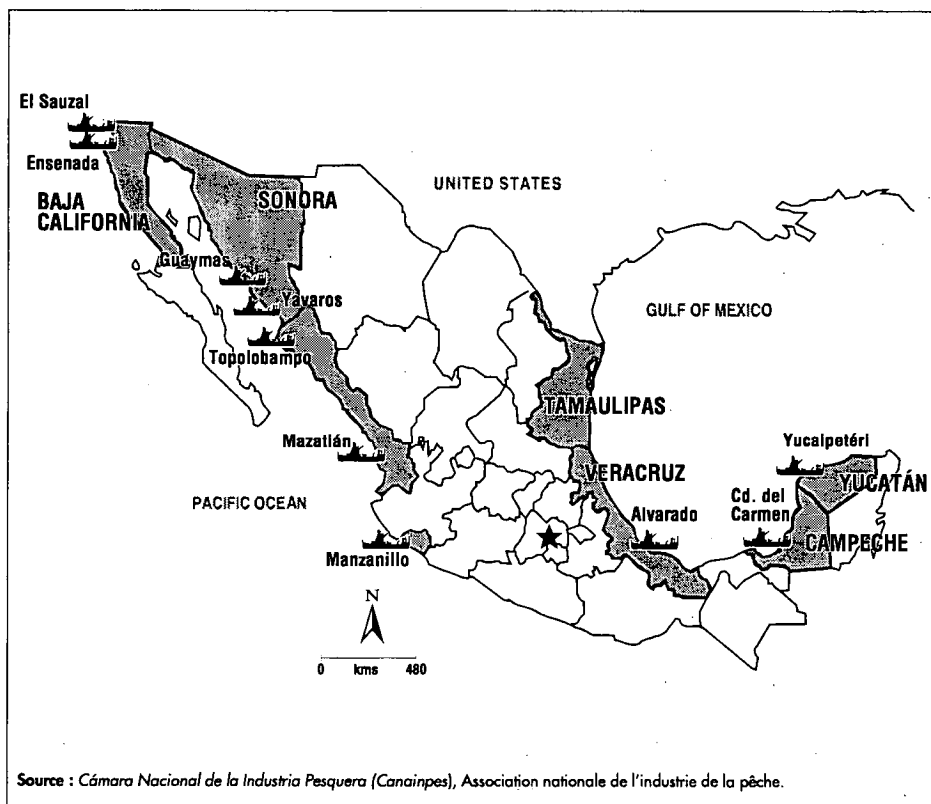 El Sauzal
Ensenada
BAJA
CALIFORNIA
SONORA
UNITED STATES
Guaymas
Yavaros
Topolobampo
GULF OF MEXICO
TAMAULIPAS
Mazatlán
VERACRUZ
Yucalpetéri
YUCATÁN
PACIFIC OCEAN
Cd. del
Carmen
Alvarado
CAMPECHE
Manzanillo
N
0 kms 480
Source : Cámara Nacional de la Industria Pesquera (Canainpes), Association nationale de l'industrie de la pêche.